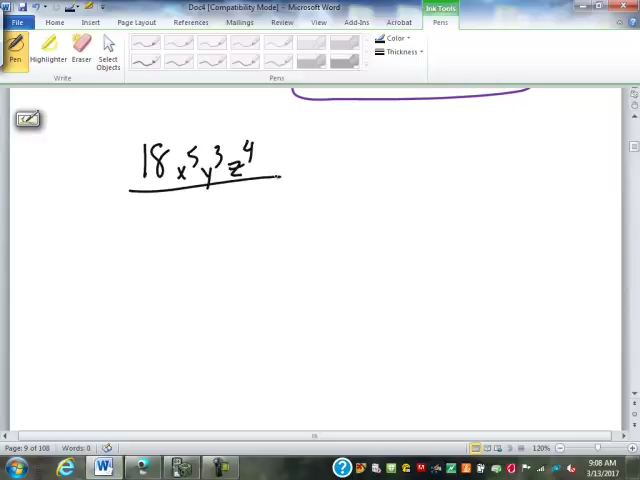 Doc4 [Compatibility Mode] - Microsoft Word
Ink Tools
File Home Insert Page Layout References Mailings Review View Add-Ins Acrobat Pens
Pen Highlighter Eraser Select Objects
Color
Thickness
Write Pens
18x⁵y³z⁴
Page: 9 of 108 Words: 0 120%
9:08 AM
3/13/2017